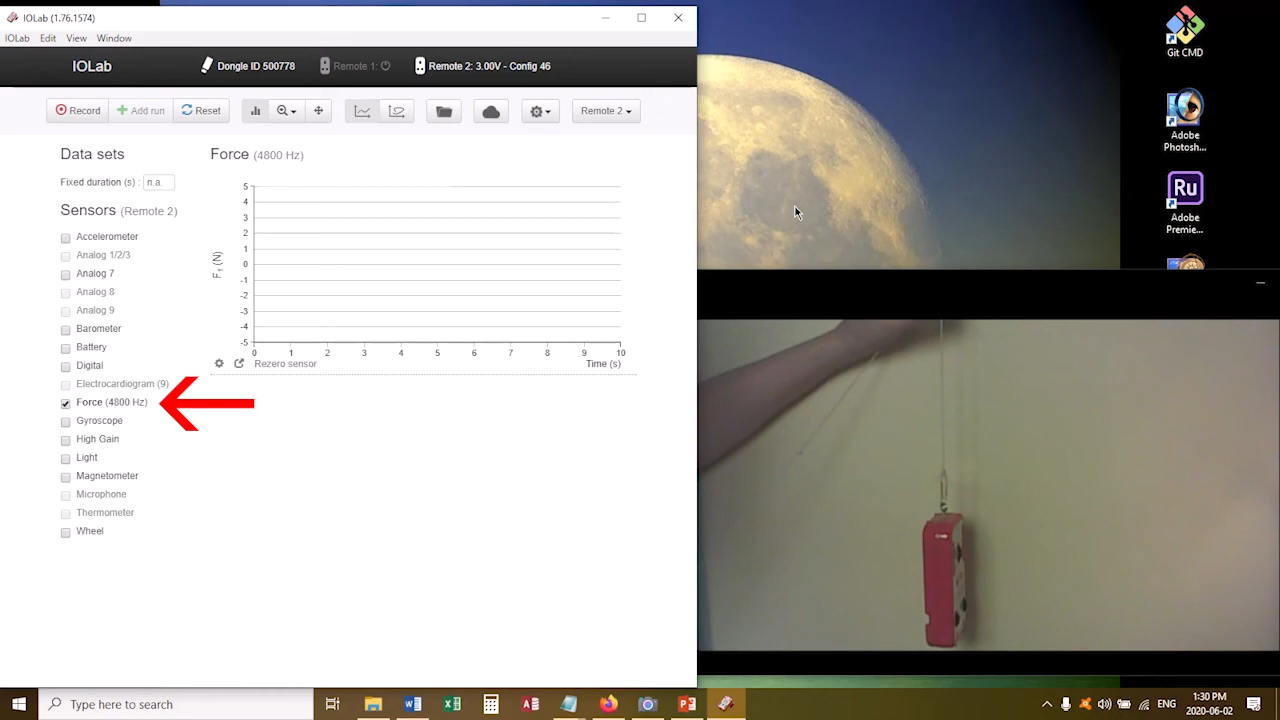 IOLab (1.76.1574)
IOLab Edit View Window
IOLab Dongle ID 500778 Remote 1: Remote 2: 3.00V - Config 46
Record Add run Reset Remote 2
Data sets
Fixed duration (s) : n.a.
Sensors (Remote 2)
Accelerometer
Analog 1/2/3
Analog 7
Analog 8
Analog 9
Barometer
Battery
Digital
Electrocardiogram (9)
Force (4800 Hz)
Gyroscope
High Gain
Light
Magnetometer
Microphone
Thermometer
Wheel
Force (4800 Hz)
5
4
3
2
1
0
-1
-2
-3
-4
-5
Fy (N)
0 1 2 3 4 5 6 7 8 9 10
Rezero sensor Time (s)
Git CMD
Adobe
Photosh...
Ru
Adobe
Premie...
Type here to search
ENG
1:30 PM
2020-06-02